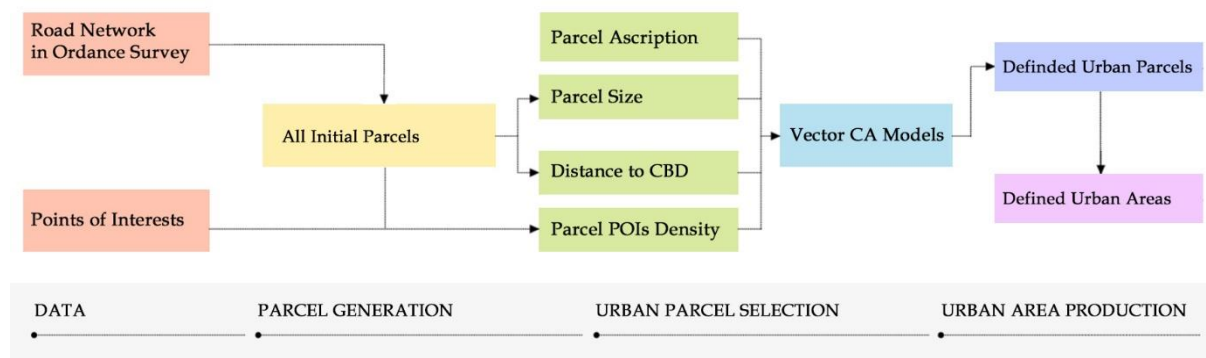 Road Network
in Ordance Survey
Points of Interests
All Initial Parcels
Parcel Ascription
Parcel Size
Distance to CBD
Parcel POIs Density
Vector CA Models
Definded Urban Parcels
Defined Urban Areas
DATA
PARCEL GENERATION
URBAN PARCEL SELECTION
URBAN AREA PRODUCTION